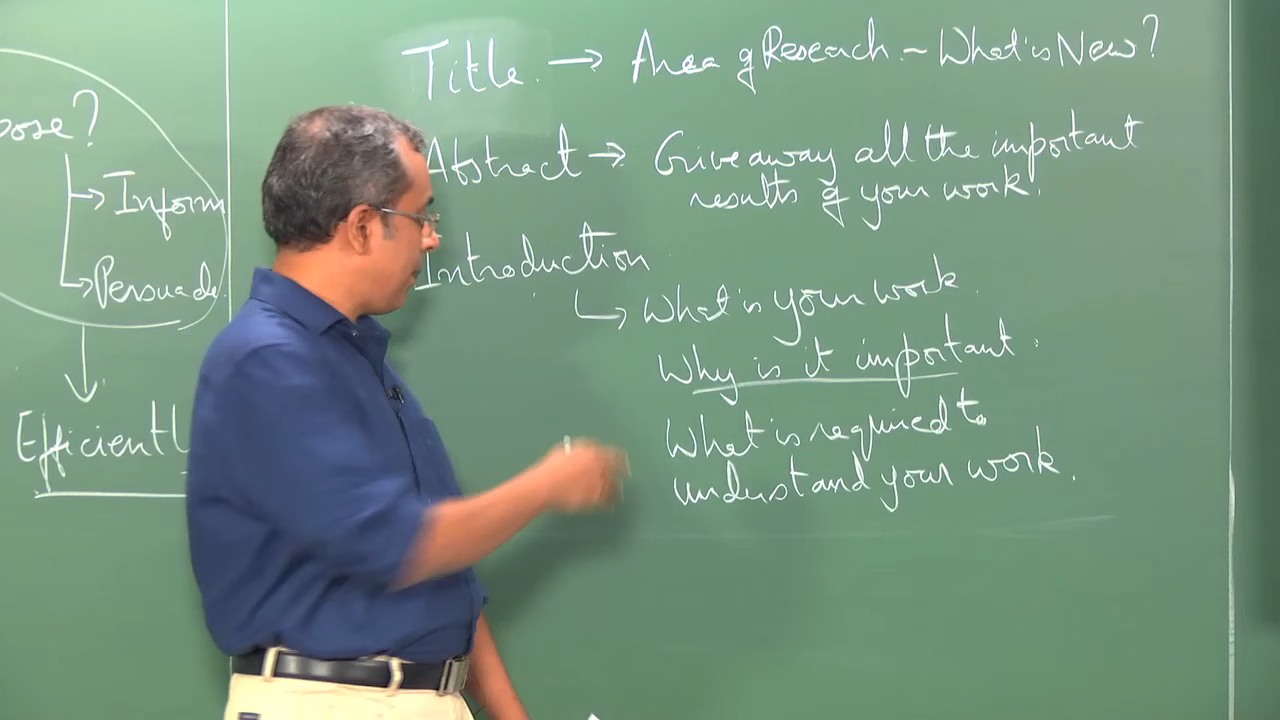 pose?
Inform
Persuade.
Efficiently
Title. → Area of Research – What is New?
Abstract → Give away all the important
results of your work.
Introduction
What is your work.
Why is it important.
What is required to
understand your work.